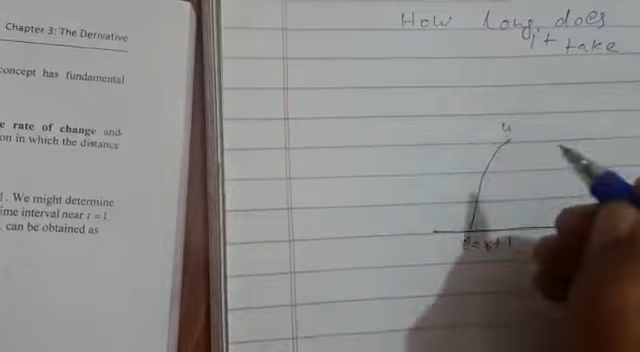 Chapter 3: The Derivative
concept has fundamental
e rate of change and
on in which the distance
1. We might determine
ime interval near t = 1.
. can be obtained as
How long does
it take
u